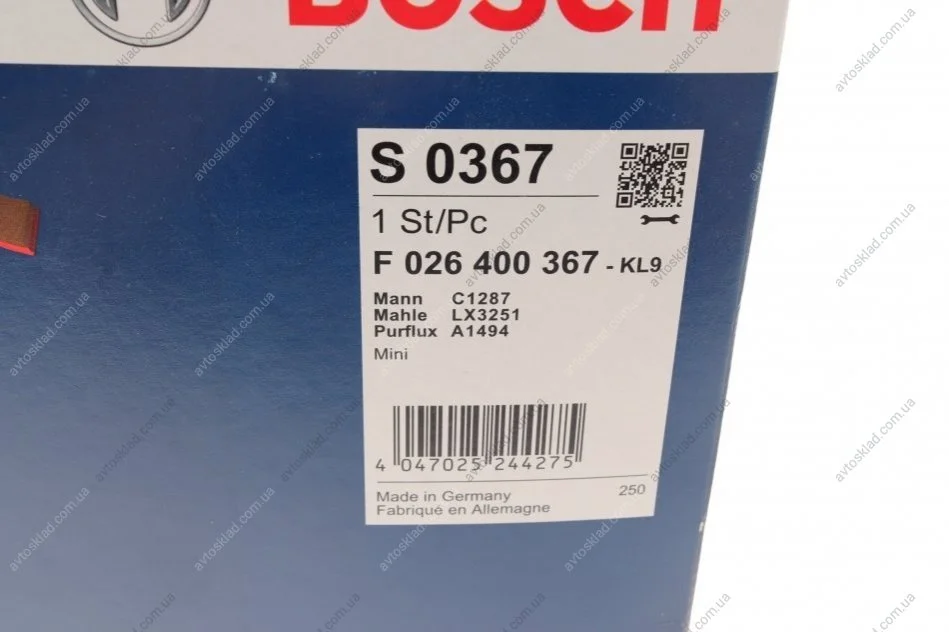 BOSCH
S 0367
1 St/Pc
F 026 400 367 - KL9
Mann C1287
Mahle LX3251
Purflux A1494
Mini
4 047025 244275
Made in Germany 250
Fabriqué en Allemagne
avtosklad.com.ua